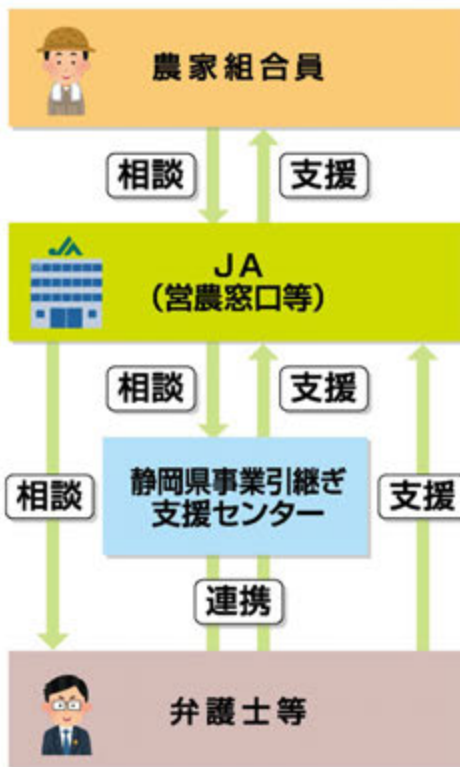 農家組合員
相談
支援
JA
JA
（営農窓口等）
相談
支援
静岡県事業引継ぎ
支援センター
相談
支援
連携
弁護士等